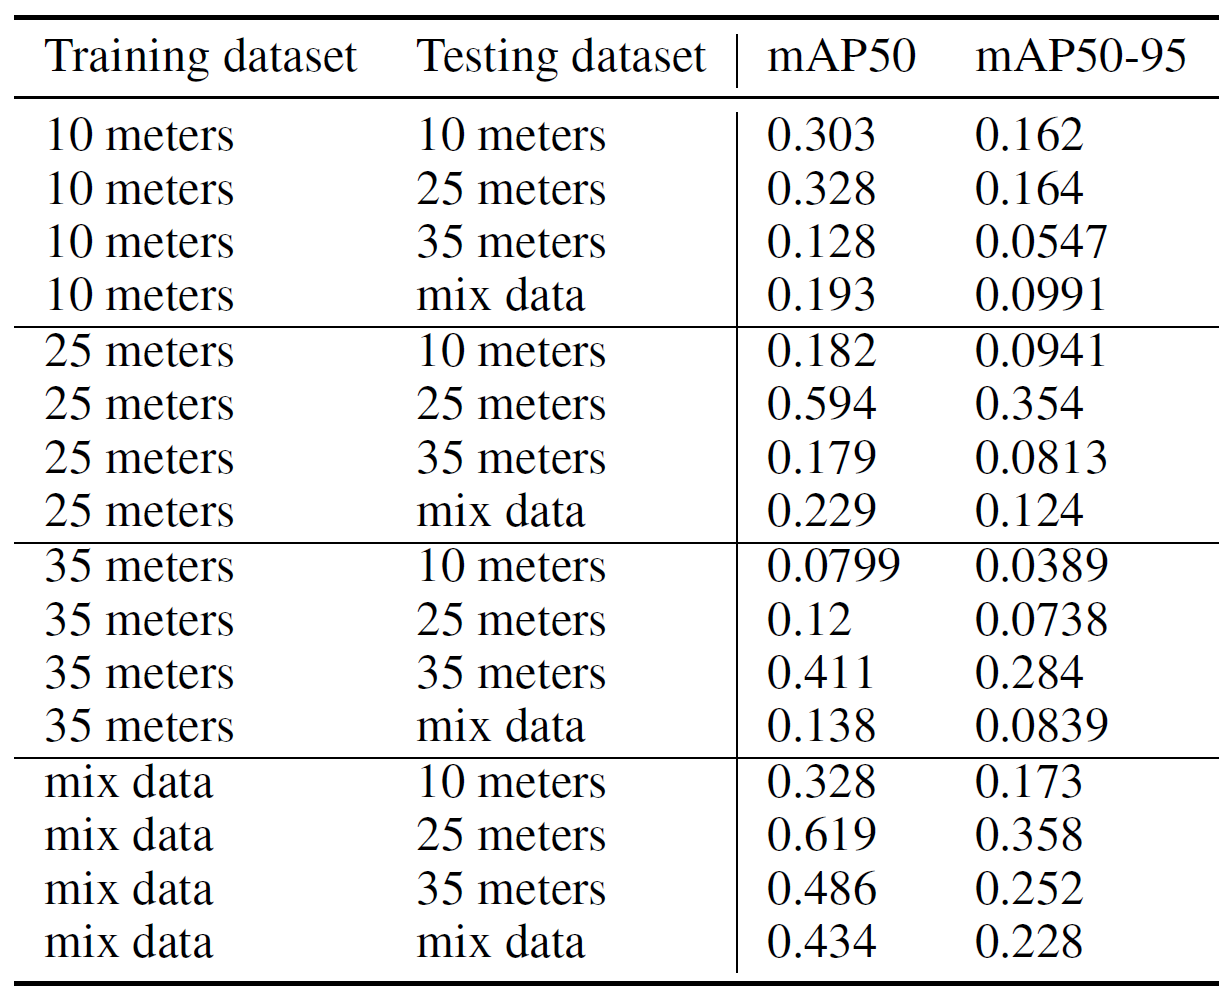 Training dataset Testing dataset mAP50 mAP50-95
10 meters 10 meters 0.303 0.162
10 meters 25 meters 0.328 0.164
10 meters 35 meters 0.128 0.0547
10 meters mix data 0.193 0.0991
25 meters 10 meters 0.182 0.0941
25 meters 25 meters 0.594 0.354
25 meters 35 meters 0.179 0.0813
25 meters mix data 0.229 0.124
35 meters 10 meters 0.0799 0.0389
35 meters 25 meters 0.12 0.0738
35 meters 35 meters 0.411 0.284
35 meters mix data 0.138 0.0839
mix data 10 meters 0.328 0.173
mix data 25 meters 0.619 0.358
mix data 35 meters 0.486 0.252
mix data mix data 0.434 0.228